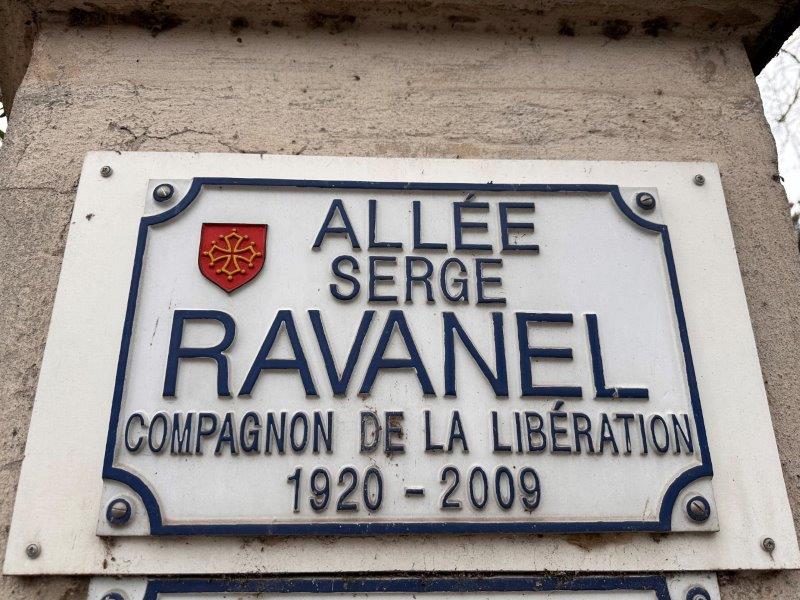 ALLÉE
SERGE
RAVANEL
COMPAGNON DE LA LIBÉRATION
1920 - 2009